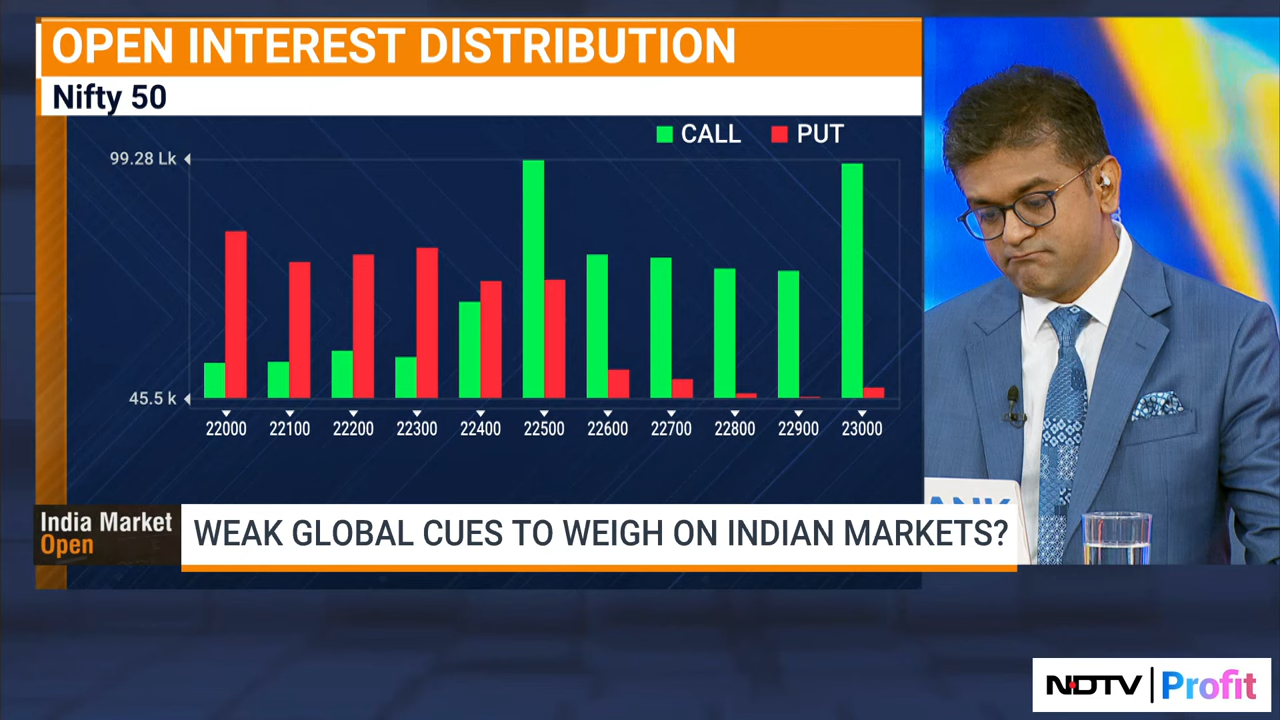 OPEN INTEREST DISTRIBUTION
Nifty 50
CALL PUT
99.28 Lk
45.5 k
22000 22100 22200 22300 22400 22500 22600 22700 22800 22900 23000
India Market
Open
WEAK GLOBAL CUES TO WEIGH ON INDIAN MARKETS?
NDTV Profit